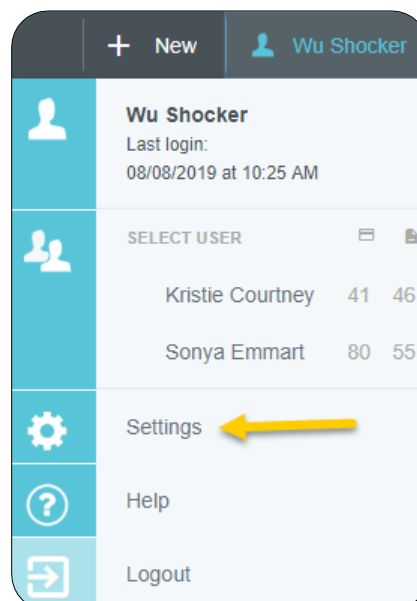 + New Wu Shocker
Wu Shocker
Last login:
08/08/2019 at 10:25 AM
SELECT USER
Kristie Courtney 41 46
Sonya Emmart 80 55
Settings
? Help
Logout